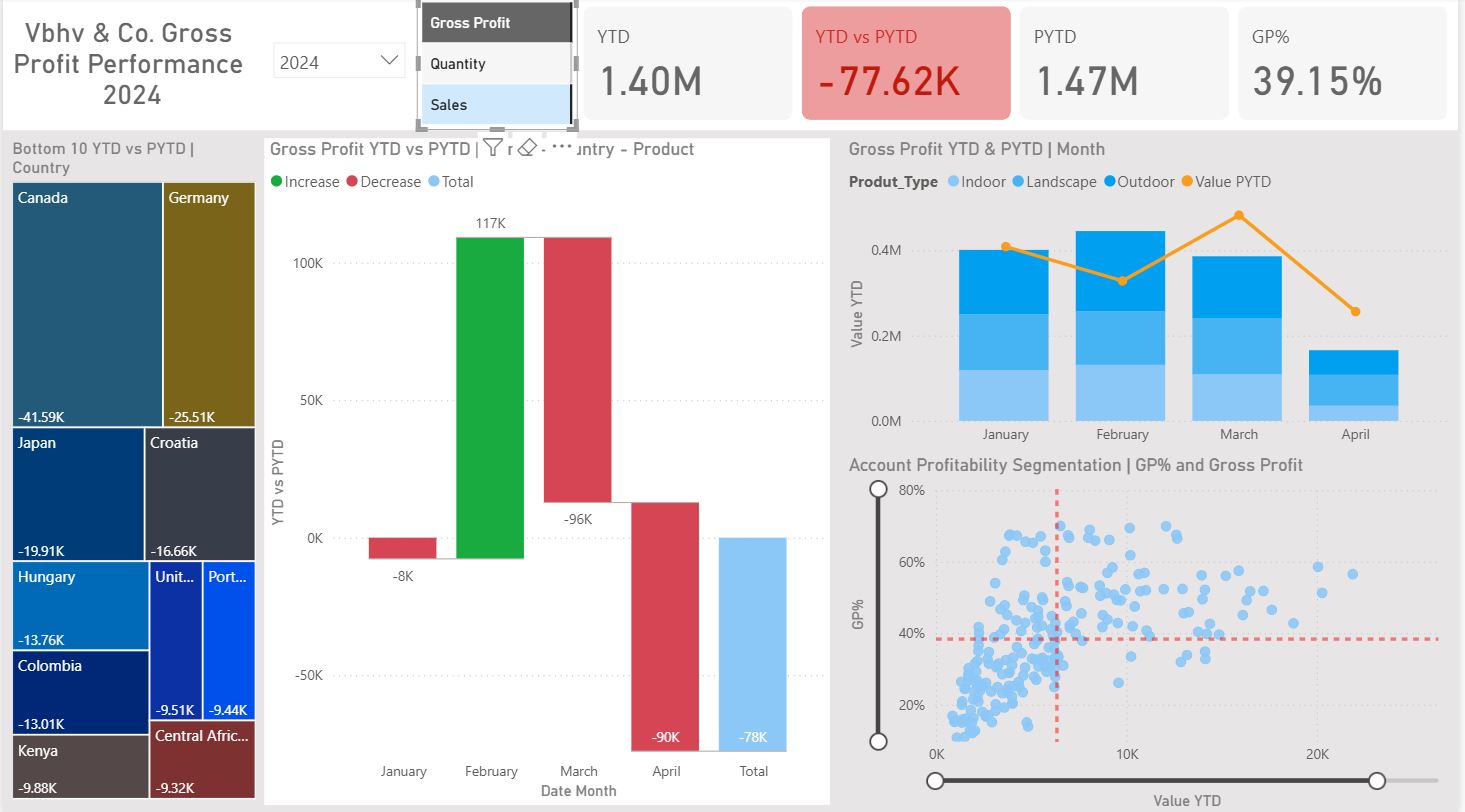 Vbhv & Co. Gross
Profit Performance
2024
2024
Gross Profit
Quantity
Sales
YTD
1.40M
YTD vs PYTD
-77.62K
PYTD
1.47M
GP%
39.15%
Bottom 10 YTD vs PYTD |
Country
Canada
-41.59K
Germany
-25.51K
Japan
-19.91K
Croatia
-16.66K
Hungary
-13.76K
Unit...
-9.51K
Port...
-9.44K
Colombia
-13.01K
Kenya
-9.88K
Central Afric...
-9.32K
Gross Profit YTD vs PYTD | - Product
Increase Decrease Total
117K
100K
50K
0K
-50K
-8K
-96K
-90K
-78K
YTD vs PYTD
January February March April Total
Date Month
Gross Profit YTD & PYTD | Month
Produt_Type Indoor Landscape Outdoor Value PYTD
0.4M
0.2M
0.0M
Value YTD
January February March April
Account Profitability Segmentation | GP% and Gross Profit
80%
60%
40%
20%
GP%
0K 10K 20K
Value YTD